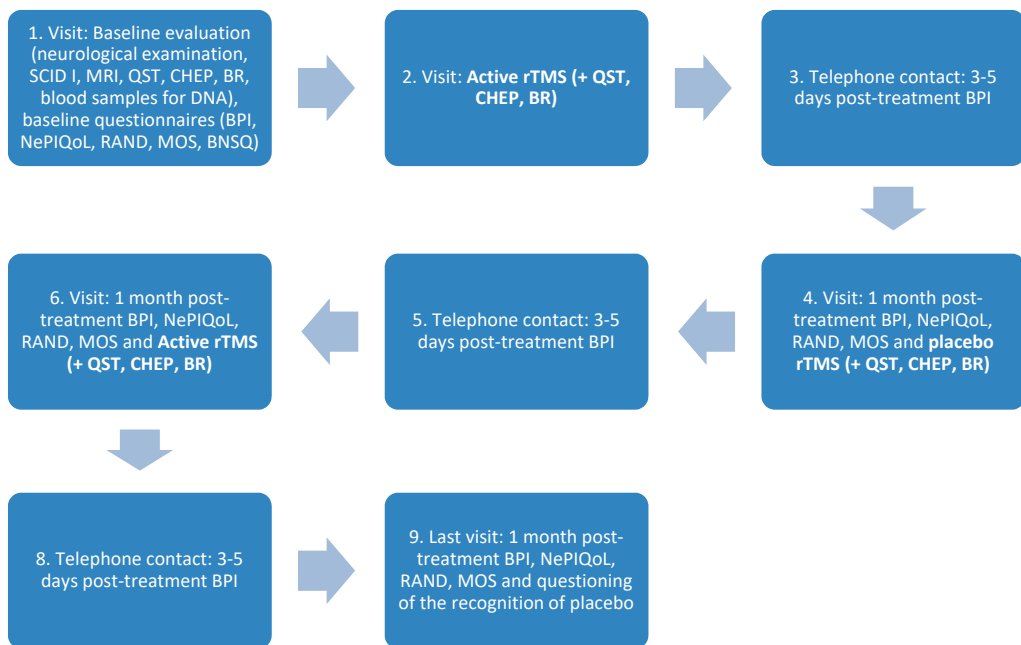 1. Visit: Baseline evaluation
(neurological examination,
SCID I, MRI, QST, CHEP, BR,
blood samples for DNA),
baseline questionnaires (BPI,
NePIQoL, RAND, MOS, BNSQ)
2. Visit: Active rTMS (+ QST,
CHEP, BR)
3. Telephone contact: 3-5
days post-treatment BPI
4. Visit: 1 month post-
treatment BPI, NePIQoL,
RAND, MOS and placebo
rTMS (+ QST, CHEP, BR)
5. Telephone contact: 3-5
days post-treatment BPI
6. Visit: 1 month post-
treatment BPI, NePIQoL,
RAND, MOS and Active rTMS
(+ QST, CHEP, BR)
8. Telephone contact: 3-5
days post-treatment BPI
9. Last visit: 1 month post-
treatment BPI, NePIQoL,
RAND, MOS and questioning
of the recognition of placebo